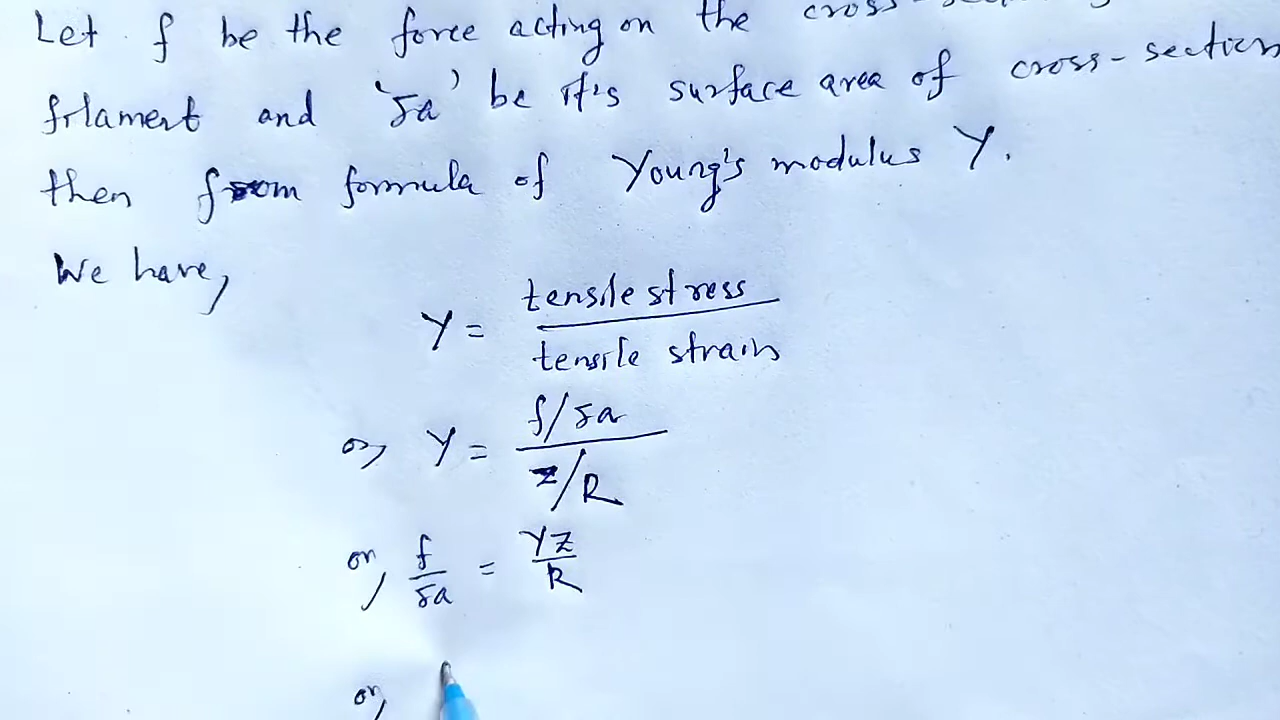 Let f be the force acting on the cross-
filament and 'δa' be it's surface area of cross-section
then from formula of Young's modulus Y.
We have,
Y = tensile stress / tensile strain
or, Y = f/δa / z/R
or, f/δa = Yz/R
or,